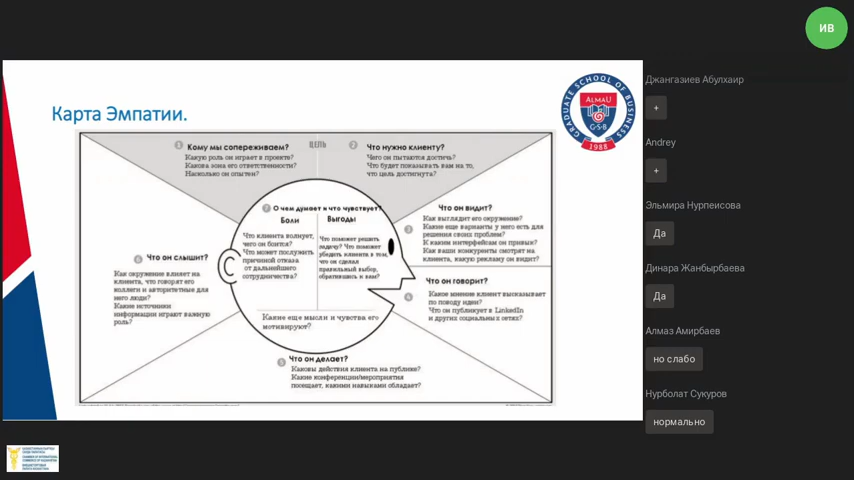 ИВ
Карта Эмпатии.
GRADUATE SCHOOL OF BUSINESS
ALMAU
G·S·B
1988
1 Кому мы сопереживаем?
Какую роль он играет в проекте?
Какова зона его ответственности?
Насколько он опытен?
ЦЕЛЬ
2 Что нужно клиенту?
Чего он пытаются достичь?
Что будет показывать вам на то,
что цель достигнута?
7 О чем думает и что чувствует?
Боли
Что клиента волнует,
чего он боится?
Что может послужить
причиной отказа
от дальнейшего
сотрудничества?
Выгоды
Что поможет решить
задачу? Что поможет
убедить клиента в том,
что он сделал
правильный выбор,
обратившись к вам?
Какие еще мысли и чувства его
мотивируют?
3 Что он видит?
Как выглядит его окружение?
Какие еще варианты у него есть для
решения своих проблем?
К каким интерфейсам он привык?
Как ваши конкуренты смотрят на
клиента, какую рекламу он видит?
4 Что он говорит?
Какое мнение клиент высказывает
по поводу идеи?
Что он публикует в LinkedIn
и других социальных сетях?
5 Что он делает?
Каковы действия клиента на публике?
Какие конференции/мероприятия
посещает, какими навыками обладает?
6 Что он слышит?
Как окружение влияет на
клиента, что говорят его
коллеги и авторитетные для
него люди?
Какие источники
информации играют важную
роль?
Джангазиев Абулхаир
+
Andrey
+
Эльмира Нурпеисова
Да
Динара Жанбырбаева
Да
Алмаз Амирбаев
но слабо
Нурболат Сукуров
нормально